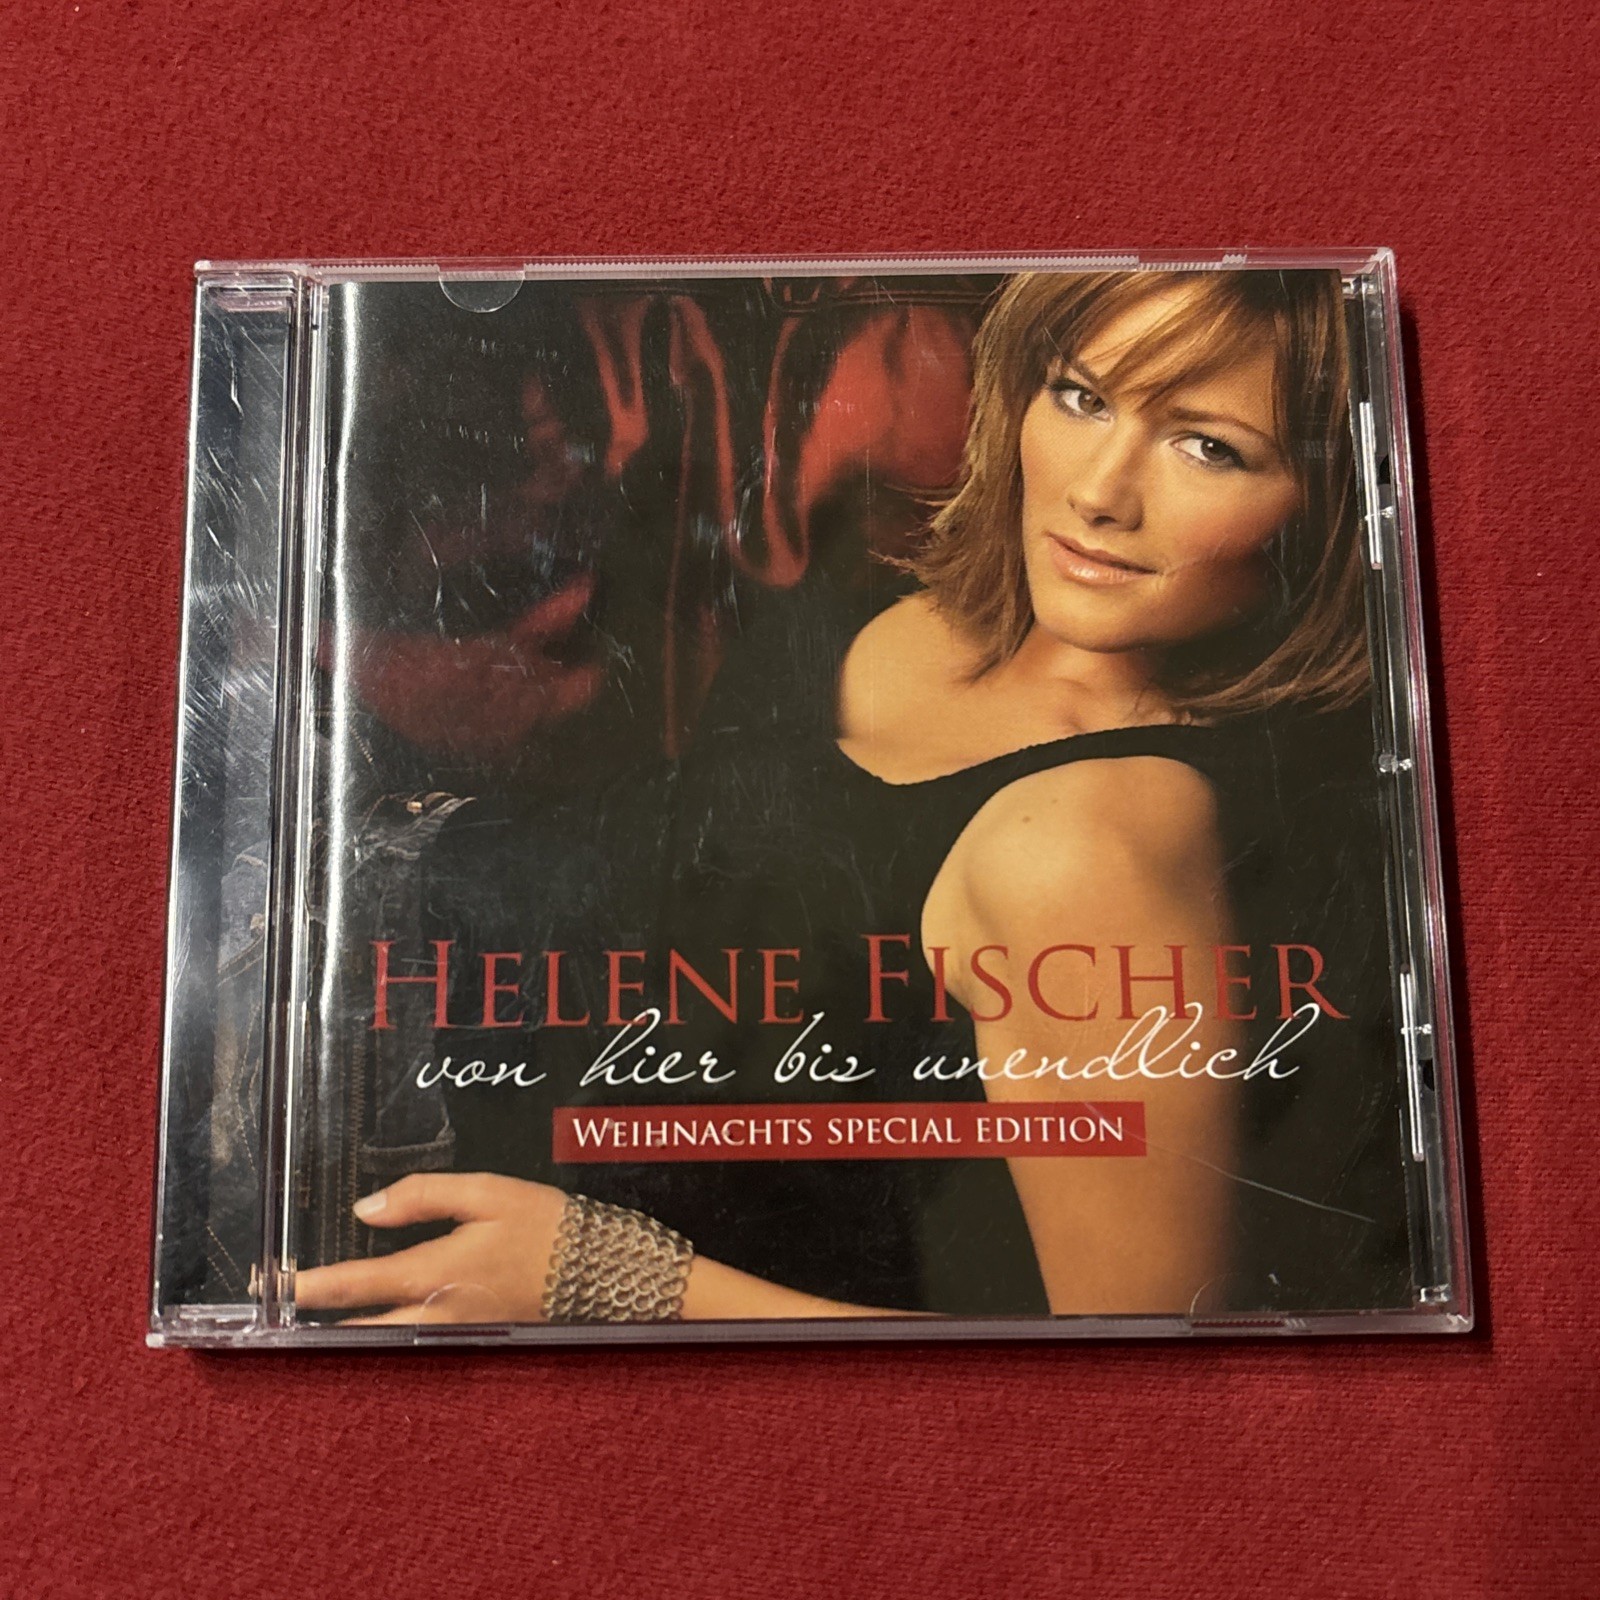 HELENE FISCHER
von hier bis unendlich
WEIHNACHTS SPECIAL EDITION